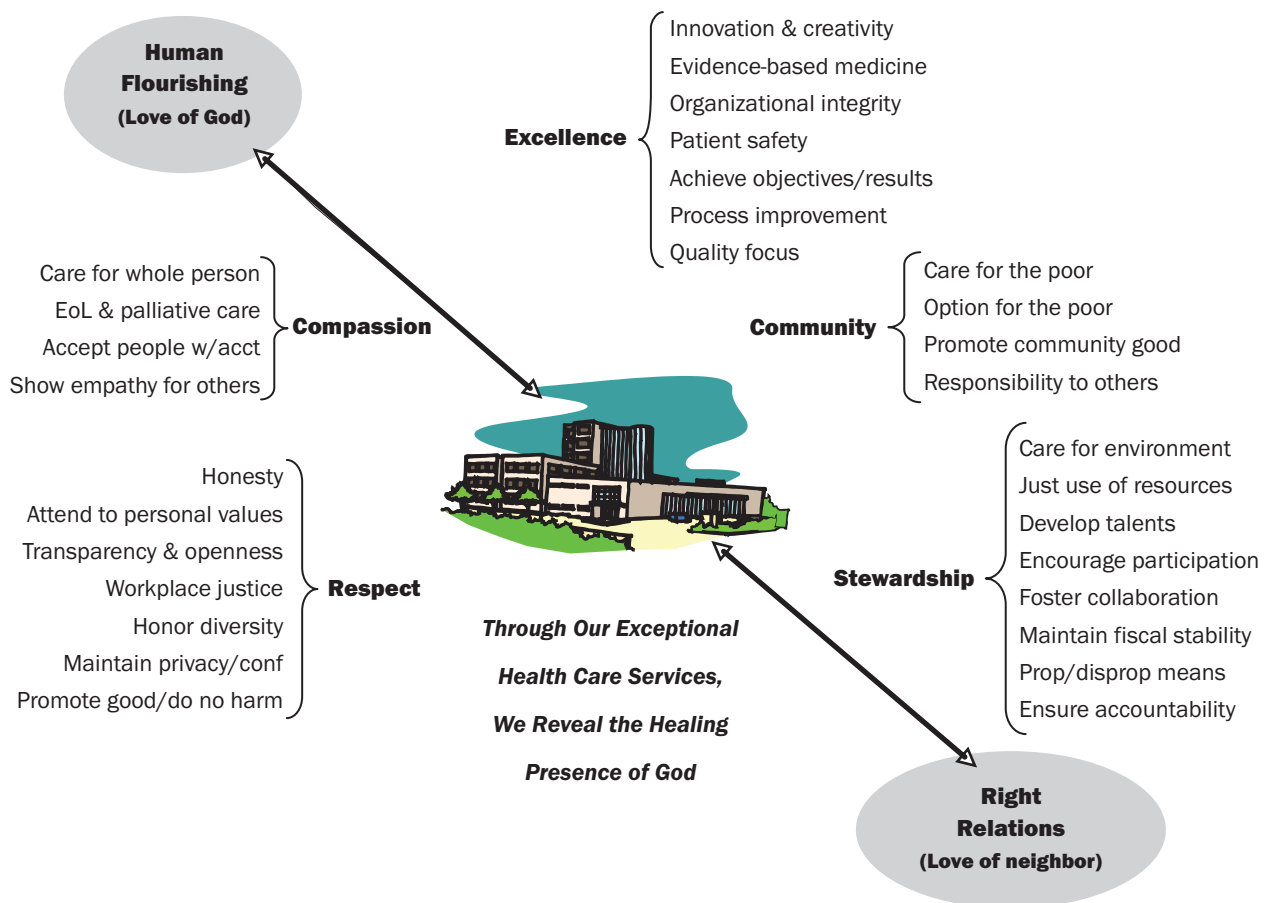 Human
Flourishing
(Love of God)
Excellence
Innovation & creativity
Evidence-based medicine
Organizational integrity
Patient safety
Achieve objectives/results
Process improvement
Quality focus
Care for whole person
EoL & palliative care
Accept people w/acct
Show empathy for others
Compassion
Community
Care for the poor
Option for the poor
Promote community good
Responsibility to others
Honesty
Attend to personal values
Transparency & openness
Workplace justice
Honor diversity
Maintain privacy/conf
Promote good/do no harm
Respect
Stewardship
Care for environment
Just use of resources
Develop talents
Encourage participation
Foster collaboration
Maintain fiscal stability
Prop/disprop means
Ensure accountability
Through Our Exceptional
Health Care Services,
We Reveal the Healing
Presence of God
Right
Relations
(Love of neighbor)